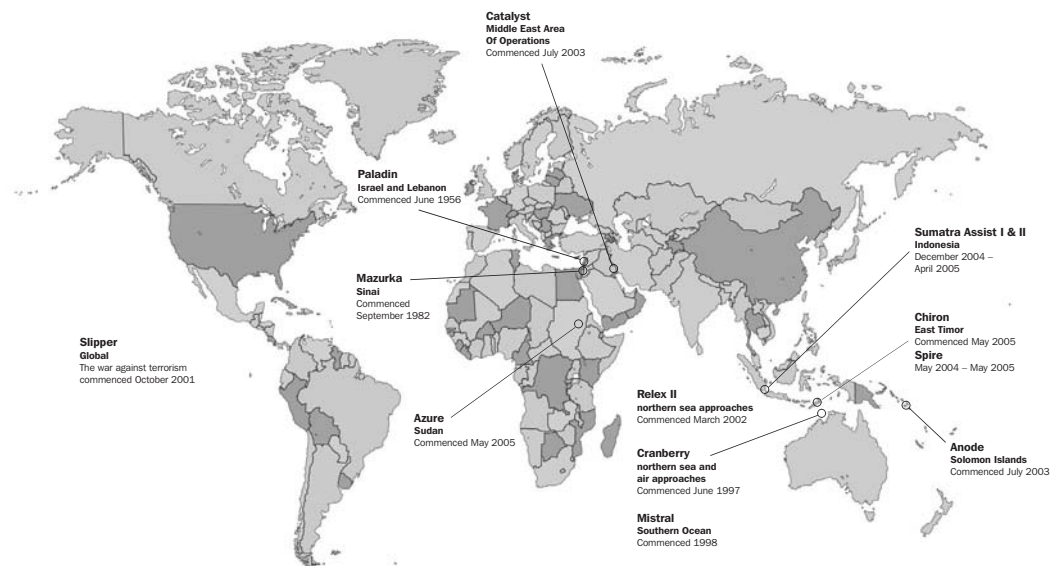 Catalyst
Middle East Area
Of Operations
Commenced July 2003
Paladin
Israel and Lebanon
Commenced June 1956
Mazurka
Sinai
Commenced
September 1982
Slipper
Global
The war against terrorism
commenced October 2001
Azure
Sudan
Commenced May 2005
Sumatra Assist I & II
Indonesia
December 2004 –
April 2005
Chiron
East Timor
Commenced May 2005
Spire
May 2004 – May 2005
Relex II
northern sea approaches
Commenced March 2002
Cranberry
northern sea and
air approaches
Commenced June 1997
Mistral
Southern Ocean
Commenced 1998
Anode
Solomon Islands
Commenced July 2003